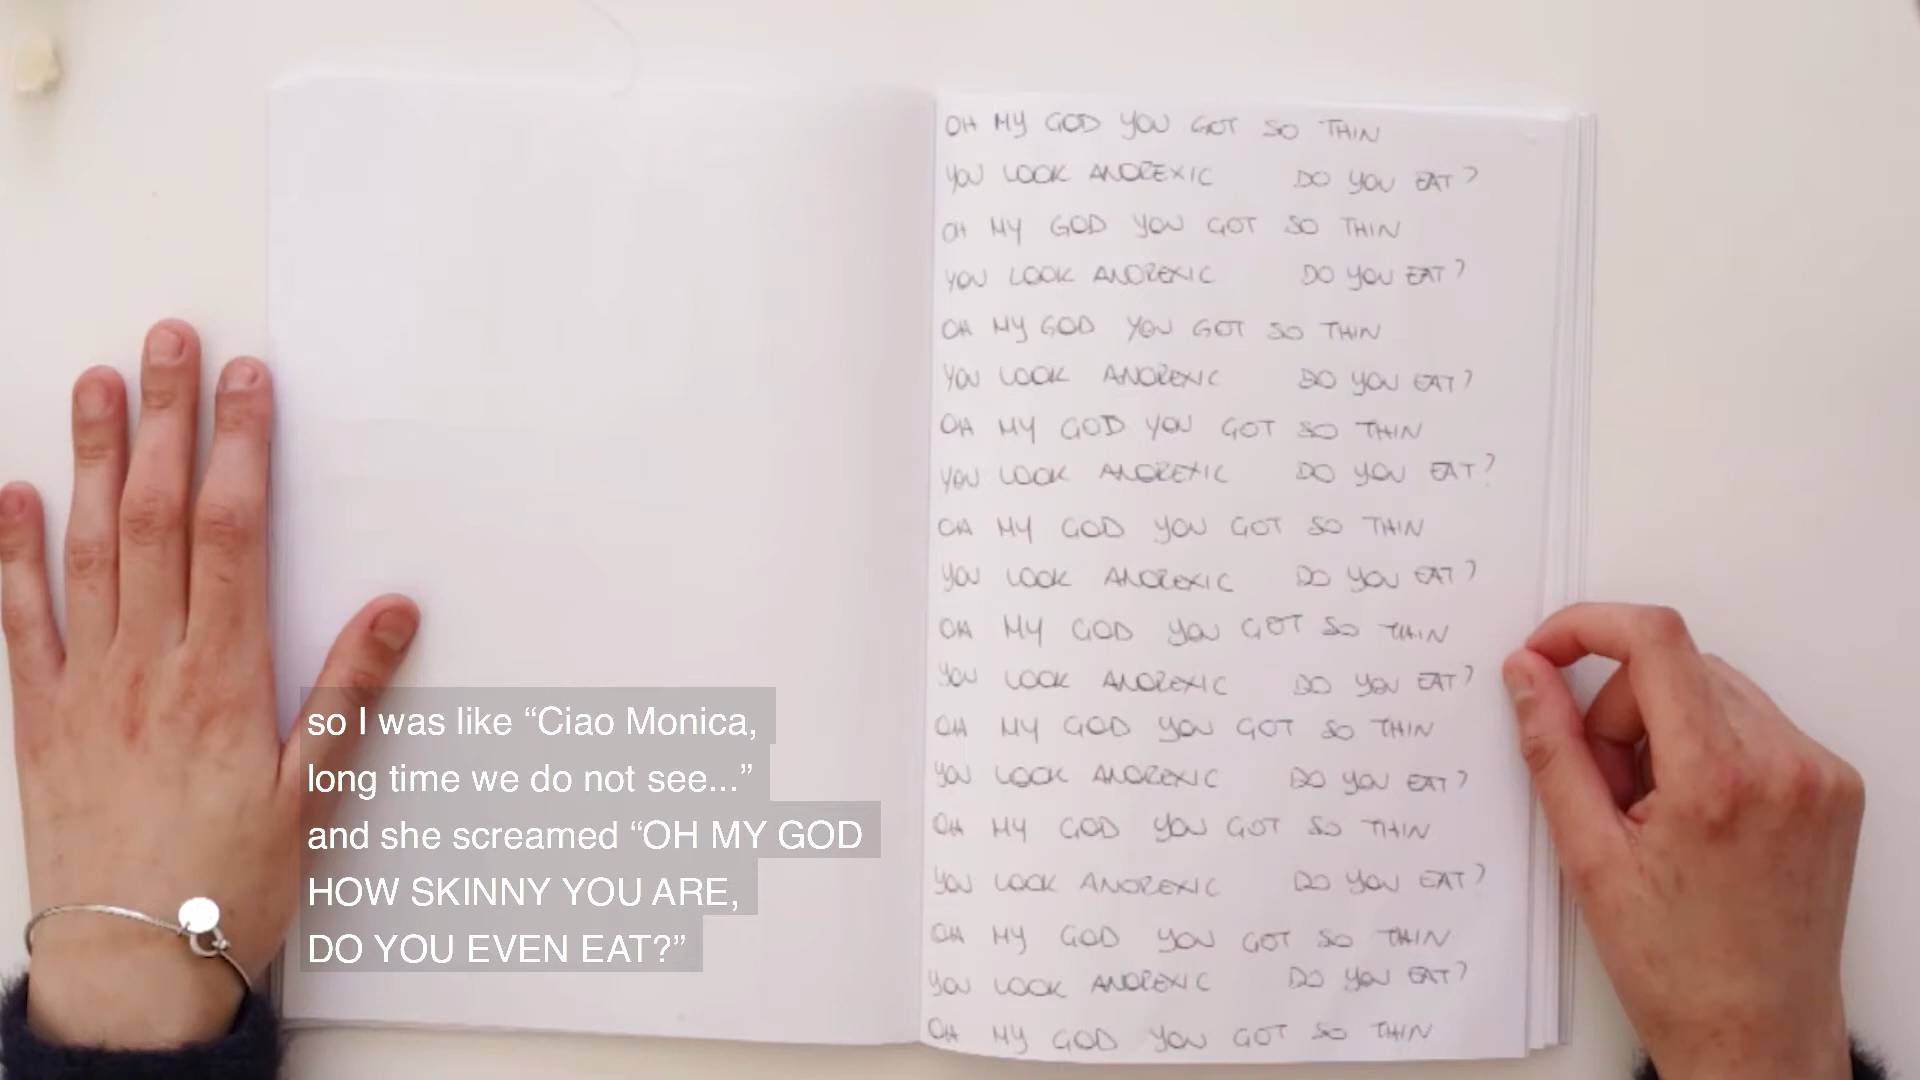 so I was like “Ciao Monica,
long time we do not see...”
and she screamed “OH MY GOD
HOW SKINNY YOU ARE,
DO YOU EVEN EAT?”
OH MY GOD YOU GOT SO THIN
YOU LOOK ANOREXIC DO YOU EAT?
OH MY GOD YOU GOT SO THIN
YOU LOOK ANOREXIC DO YOU EAT?
OH MY GOD YOU GOT SO THIN
YOU LOOK ANOREXIC DO YOU EAT?
OH MY GOD YOU GOT SO THIN
YOU LOOK ANOREXIC DO YOU EAT?
OH MY GOD YOU GOT SO THIN
YOU LOOK ANOREXIC DO YOU EAT?
OH MY GOD YOU GOT SO THIN
YOU LOOK ANOREXIC DO YOU EAT?
OH MY GOD YOU GOT SO THIN
YOU LOOK ANOREXIC DO YOU EAT?
OH MY GOD YOU GOT SO THIN
YOU LOOK ANOREXIC DO YOU EAT?
OH MY GOD YOU GOT SO THIN
YOU LOOK ANOREXIC DO YOU EAT?
OH MY GOD YOU GOT SO THIN